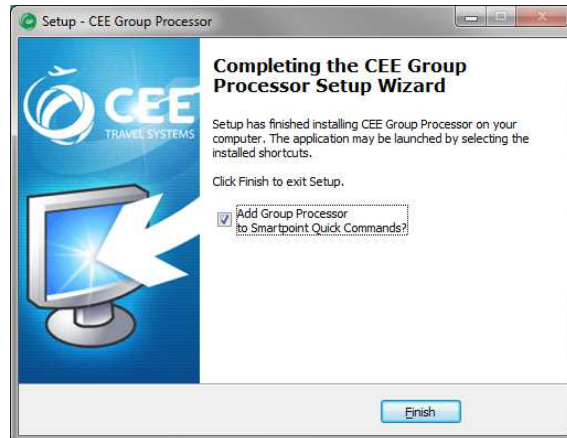 Setup - CEE Group Processor
CEE
TRAVEL SYSTEMS
Completing the CEE Group
Processor Setup Wizard
Setup has finished installing CEE Group Processor on your
computer. The application may be launched by selecting the
installed shortcuts.
Click Finish to exit Setup.
Add Group Processor
to Smartpoint Quick Commands?
Finish